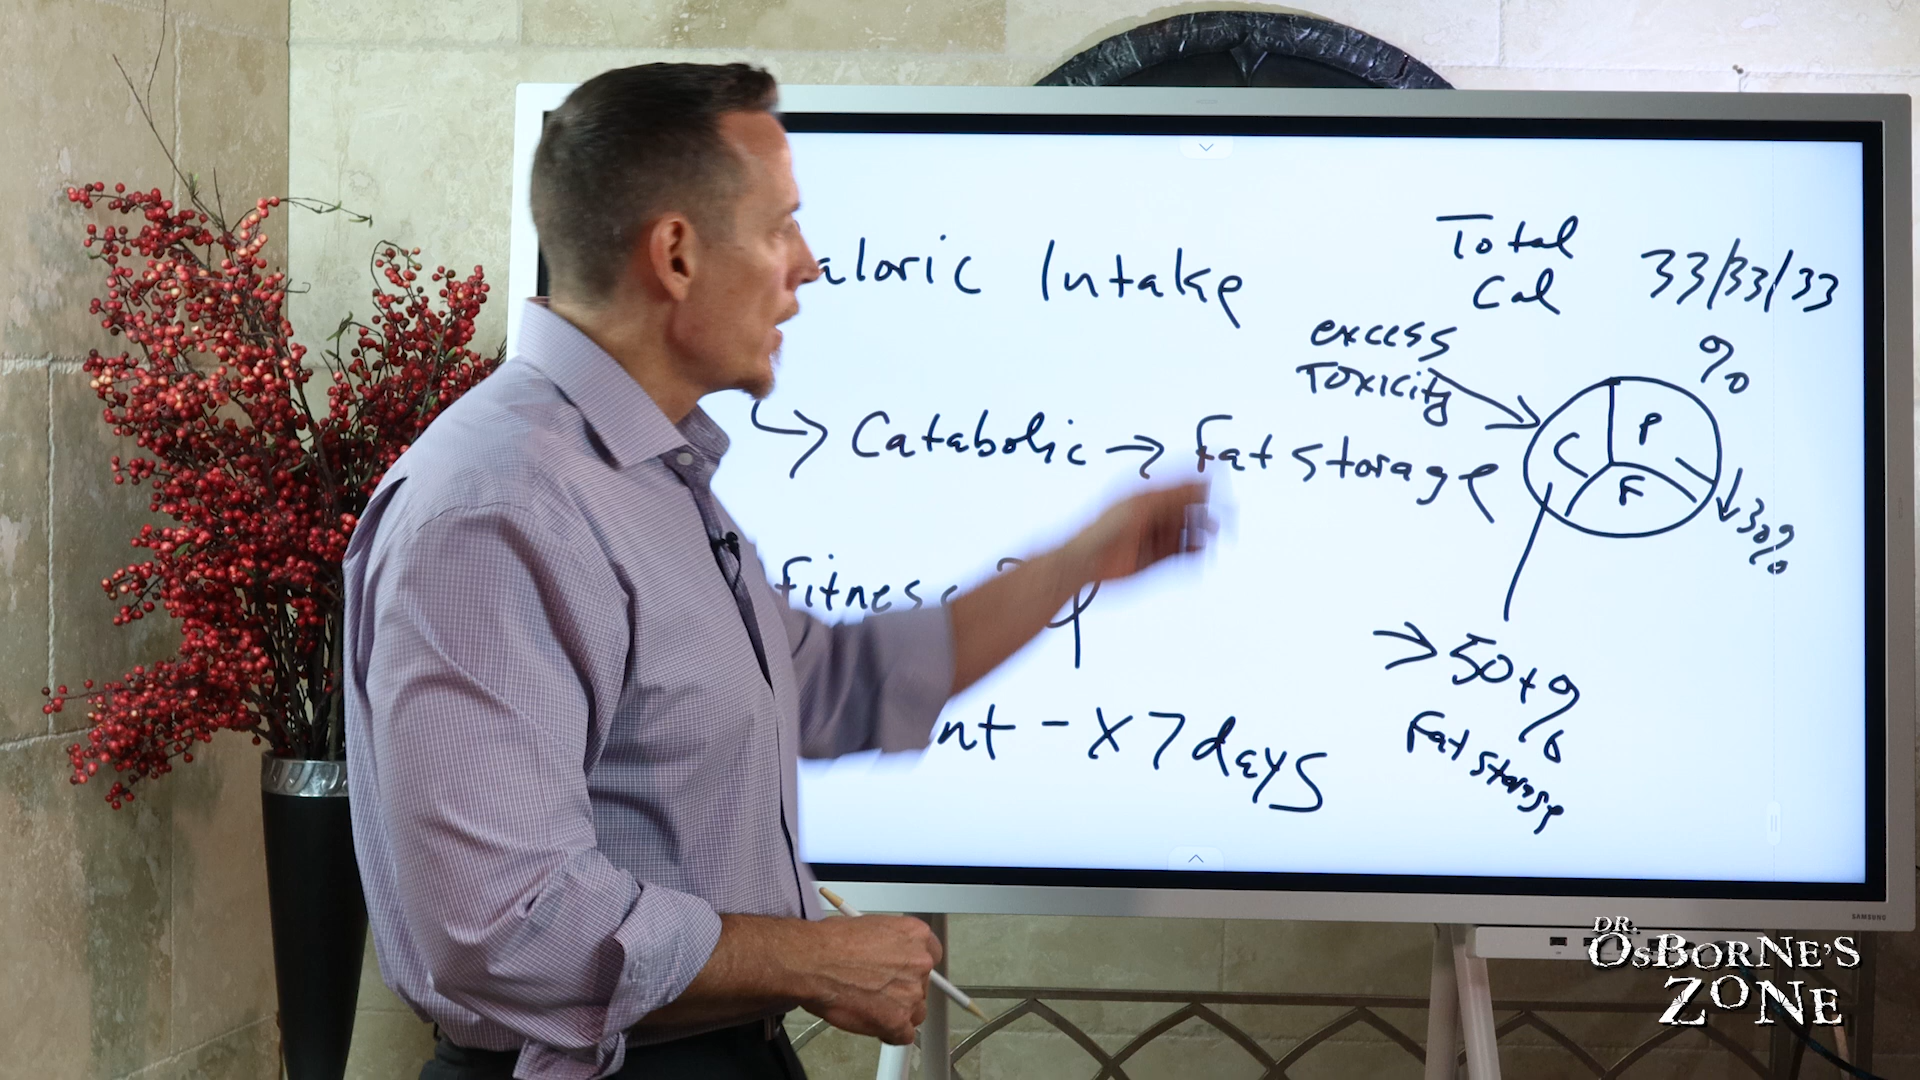 aloric Intake
Total
Cal
33/33/33
%
excess
Toxicity
Catabolic → Fat storage
C
P
F
↓30%
Fitness
→ 50+%
Fat storage
nt - x 7 days
SAMSUNG
DR.
OSBORNE'S
ZONE